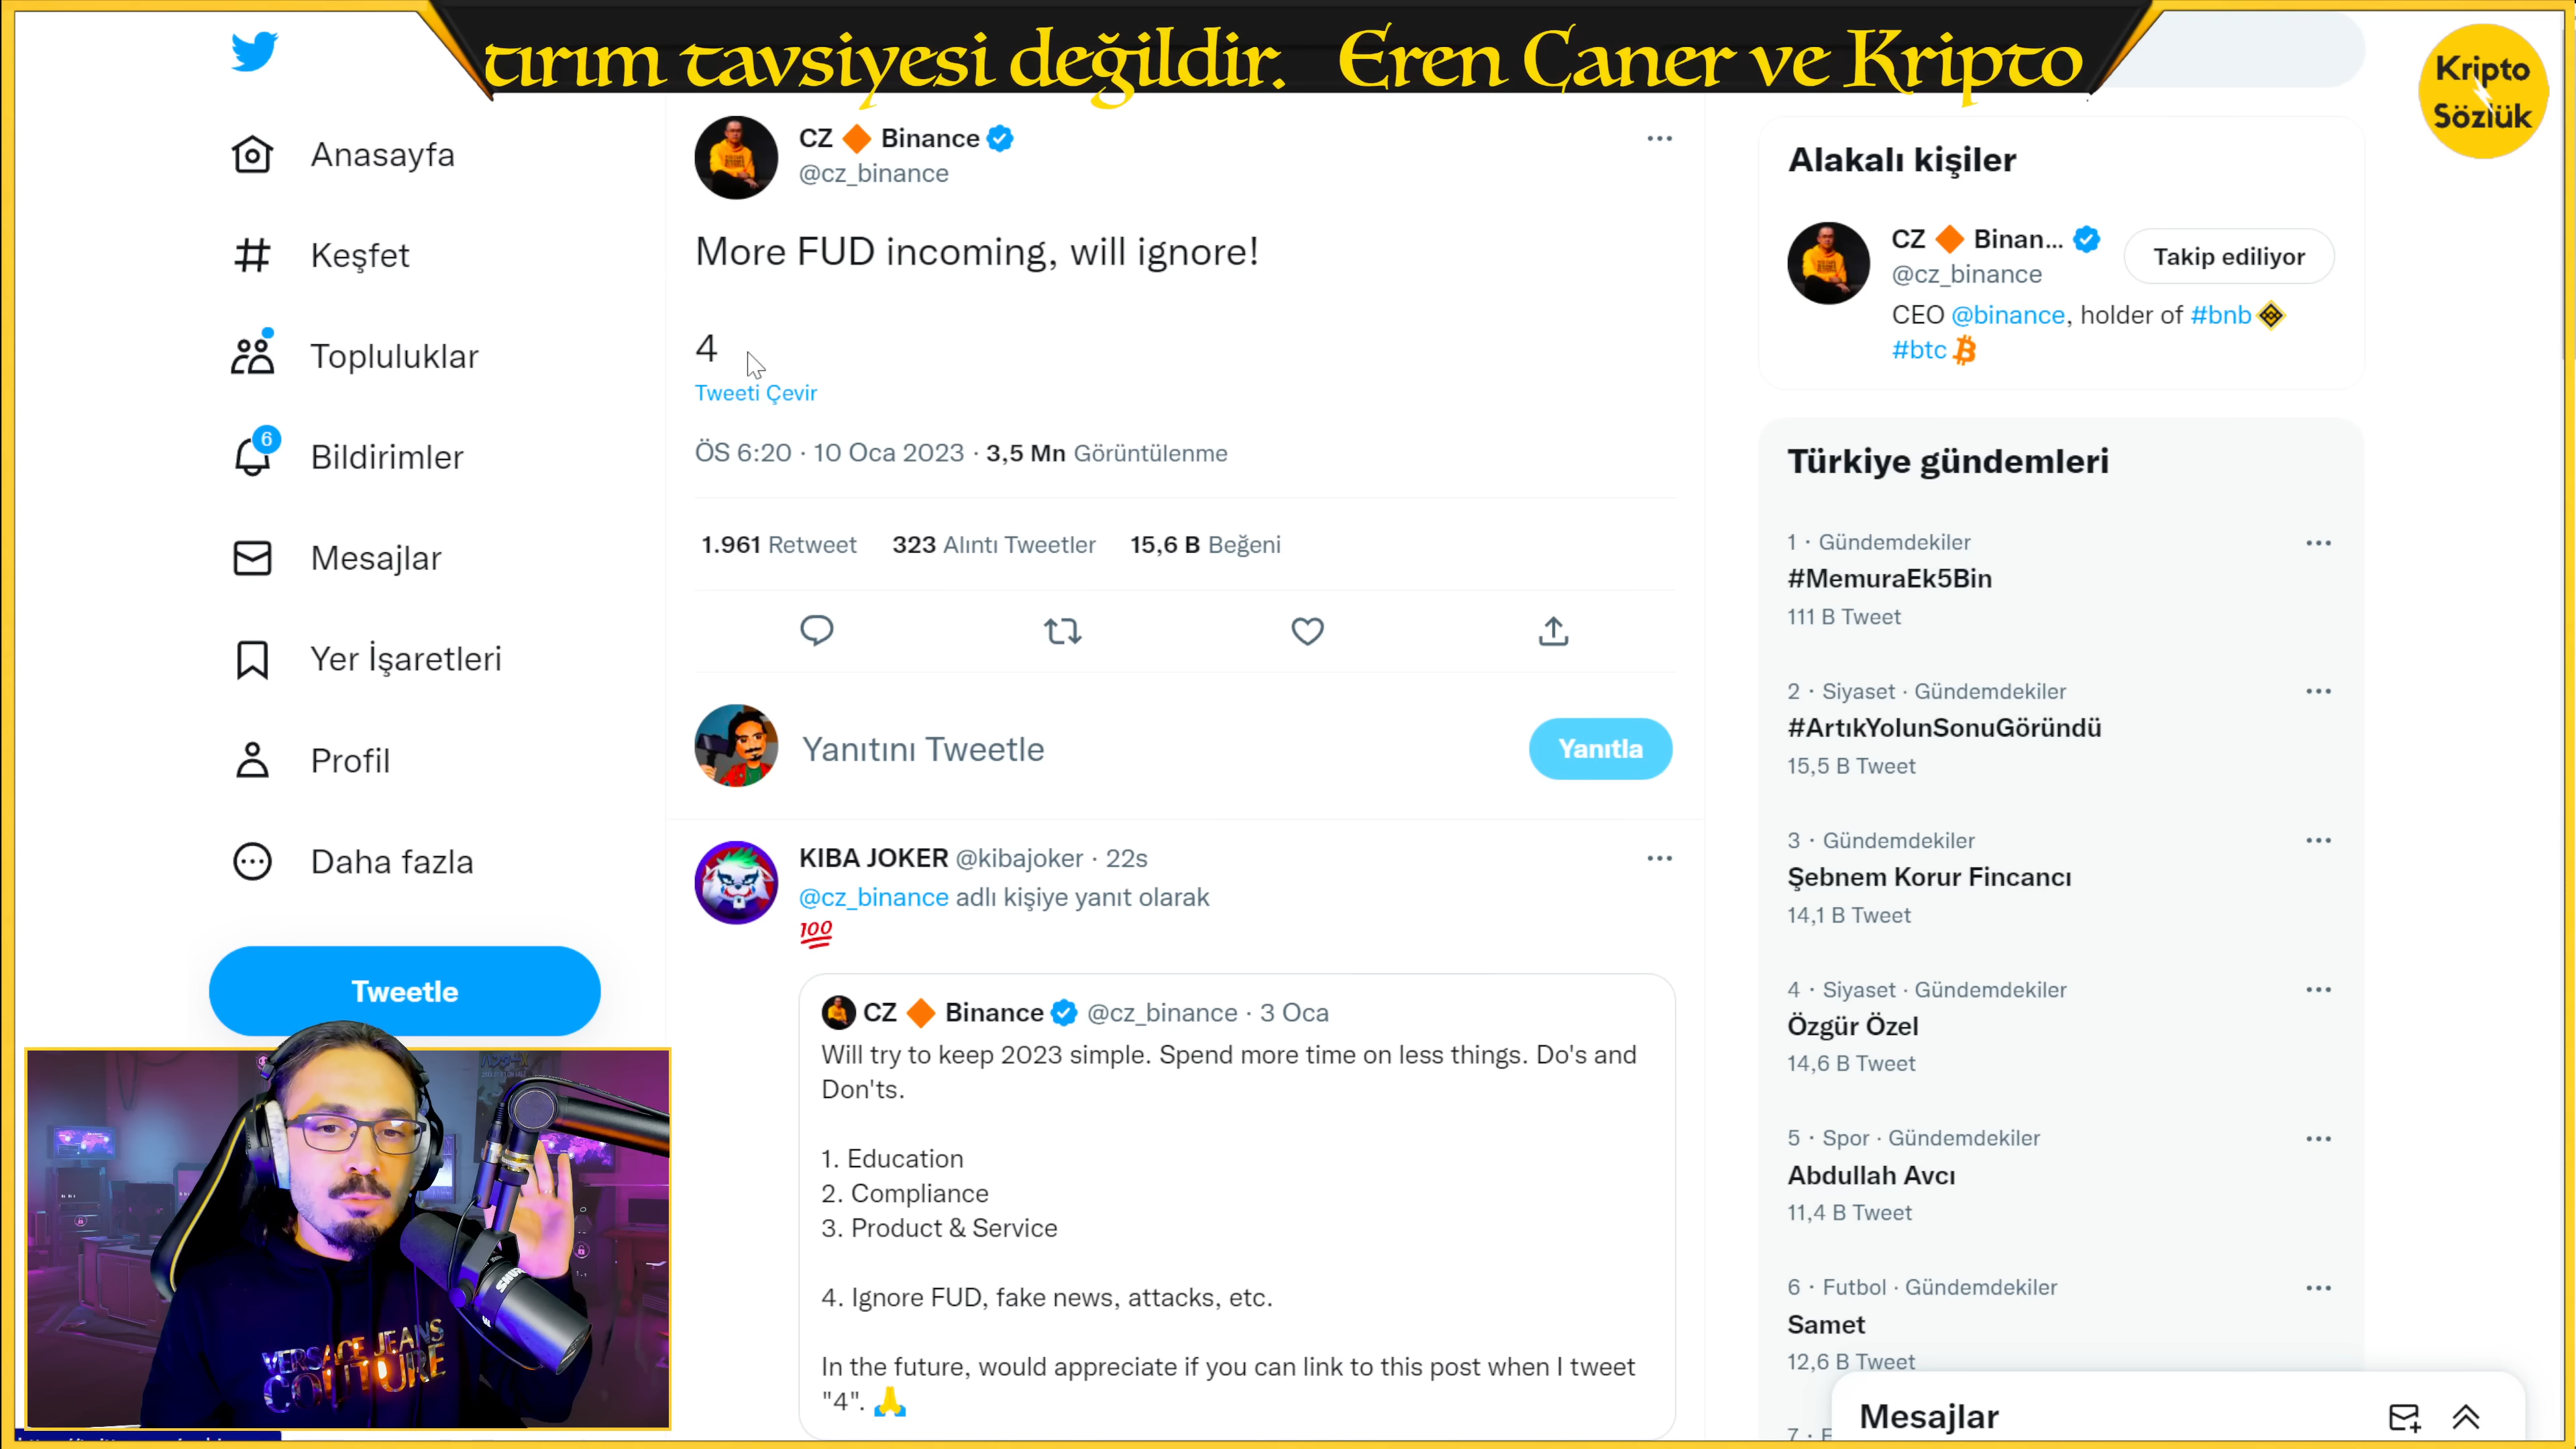 tırım tavsiyesi değildir. Eren Caner ve Kripto
Kripto
Sözlük
Anasayfa
Keşfet
Topluluklar
6
Bildirimler
Mesajlar
Yer İşaretleri
Profil
Daha fazla
Tweetle
VERSACE JEANS
COUTURE
SHURE
CZ 🔶 Binance
@cz_binance
More FUD incoming, will ignore!
4
Tweeti Çevir
ÖS 6:20 · 10 Oca 2023 · 3,5 Mn Görüntülenme
1.961 Retweet 323 Alıntı Tweetler 15,6 B Beğeni
Yanıtını Tweetle
Yanıtla
KIBA JOKER @kibajoker · 22s
@cz_binance adlı kişiye yanıt olarak
💯
CZ 🔶 Binance @cz_binance · 3 Oca
Will try to keep 2023 simple. Spend more time on less things. Do's and
Don'ts.
1. Education
2. Compliance
3. Product & Service
4. Ignore FUD, fake news, attacks, etc.
In the future, would appreciate if you can link to this post when I tweet
"4". 🙏
Alakalı kişiler
CZ 🔶 Binan...
@cz_binance
Takip ediliyor
CEO @binance, holder of #bnb
#btc
Türkiye gündemleri
1 · Gündemdekiler
#MemuraEk5Bin
111 B Tweet
2 · Siyaset · Gündemdekiler
#ArtıkYolunSonuGöründü
15,5 B Tweet
3 · Gündemdekiler
Şebnem Korur Fincancı
14,1 B Tweet
4 · Siyaset · Gündemdekiler
Özgür Özel
14,6 B Tweet
5 · Spor · Gündemdekiler
Abdullah Avcı
11,4 B Tweet
6 · Futbol · Gündemdekiler
Samet
12,6 B Tweet
7 ·
Mesajlar